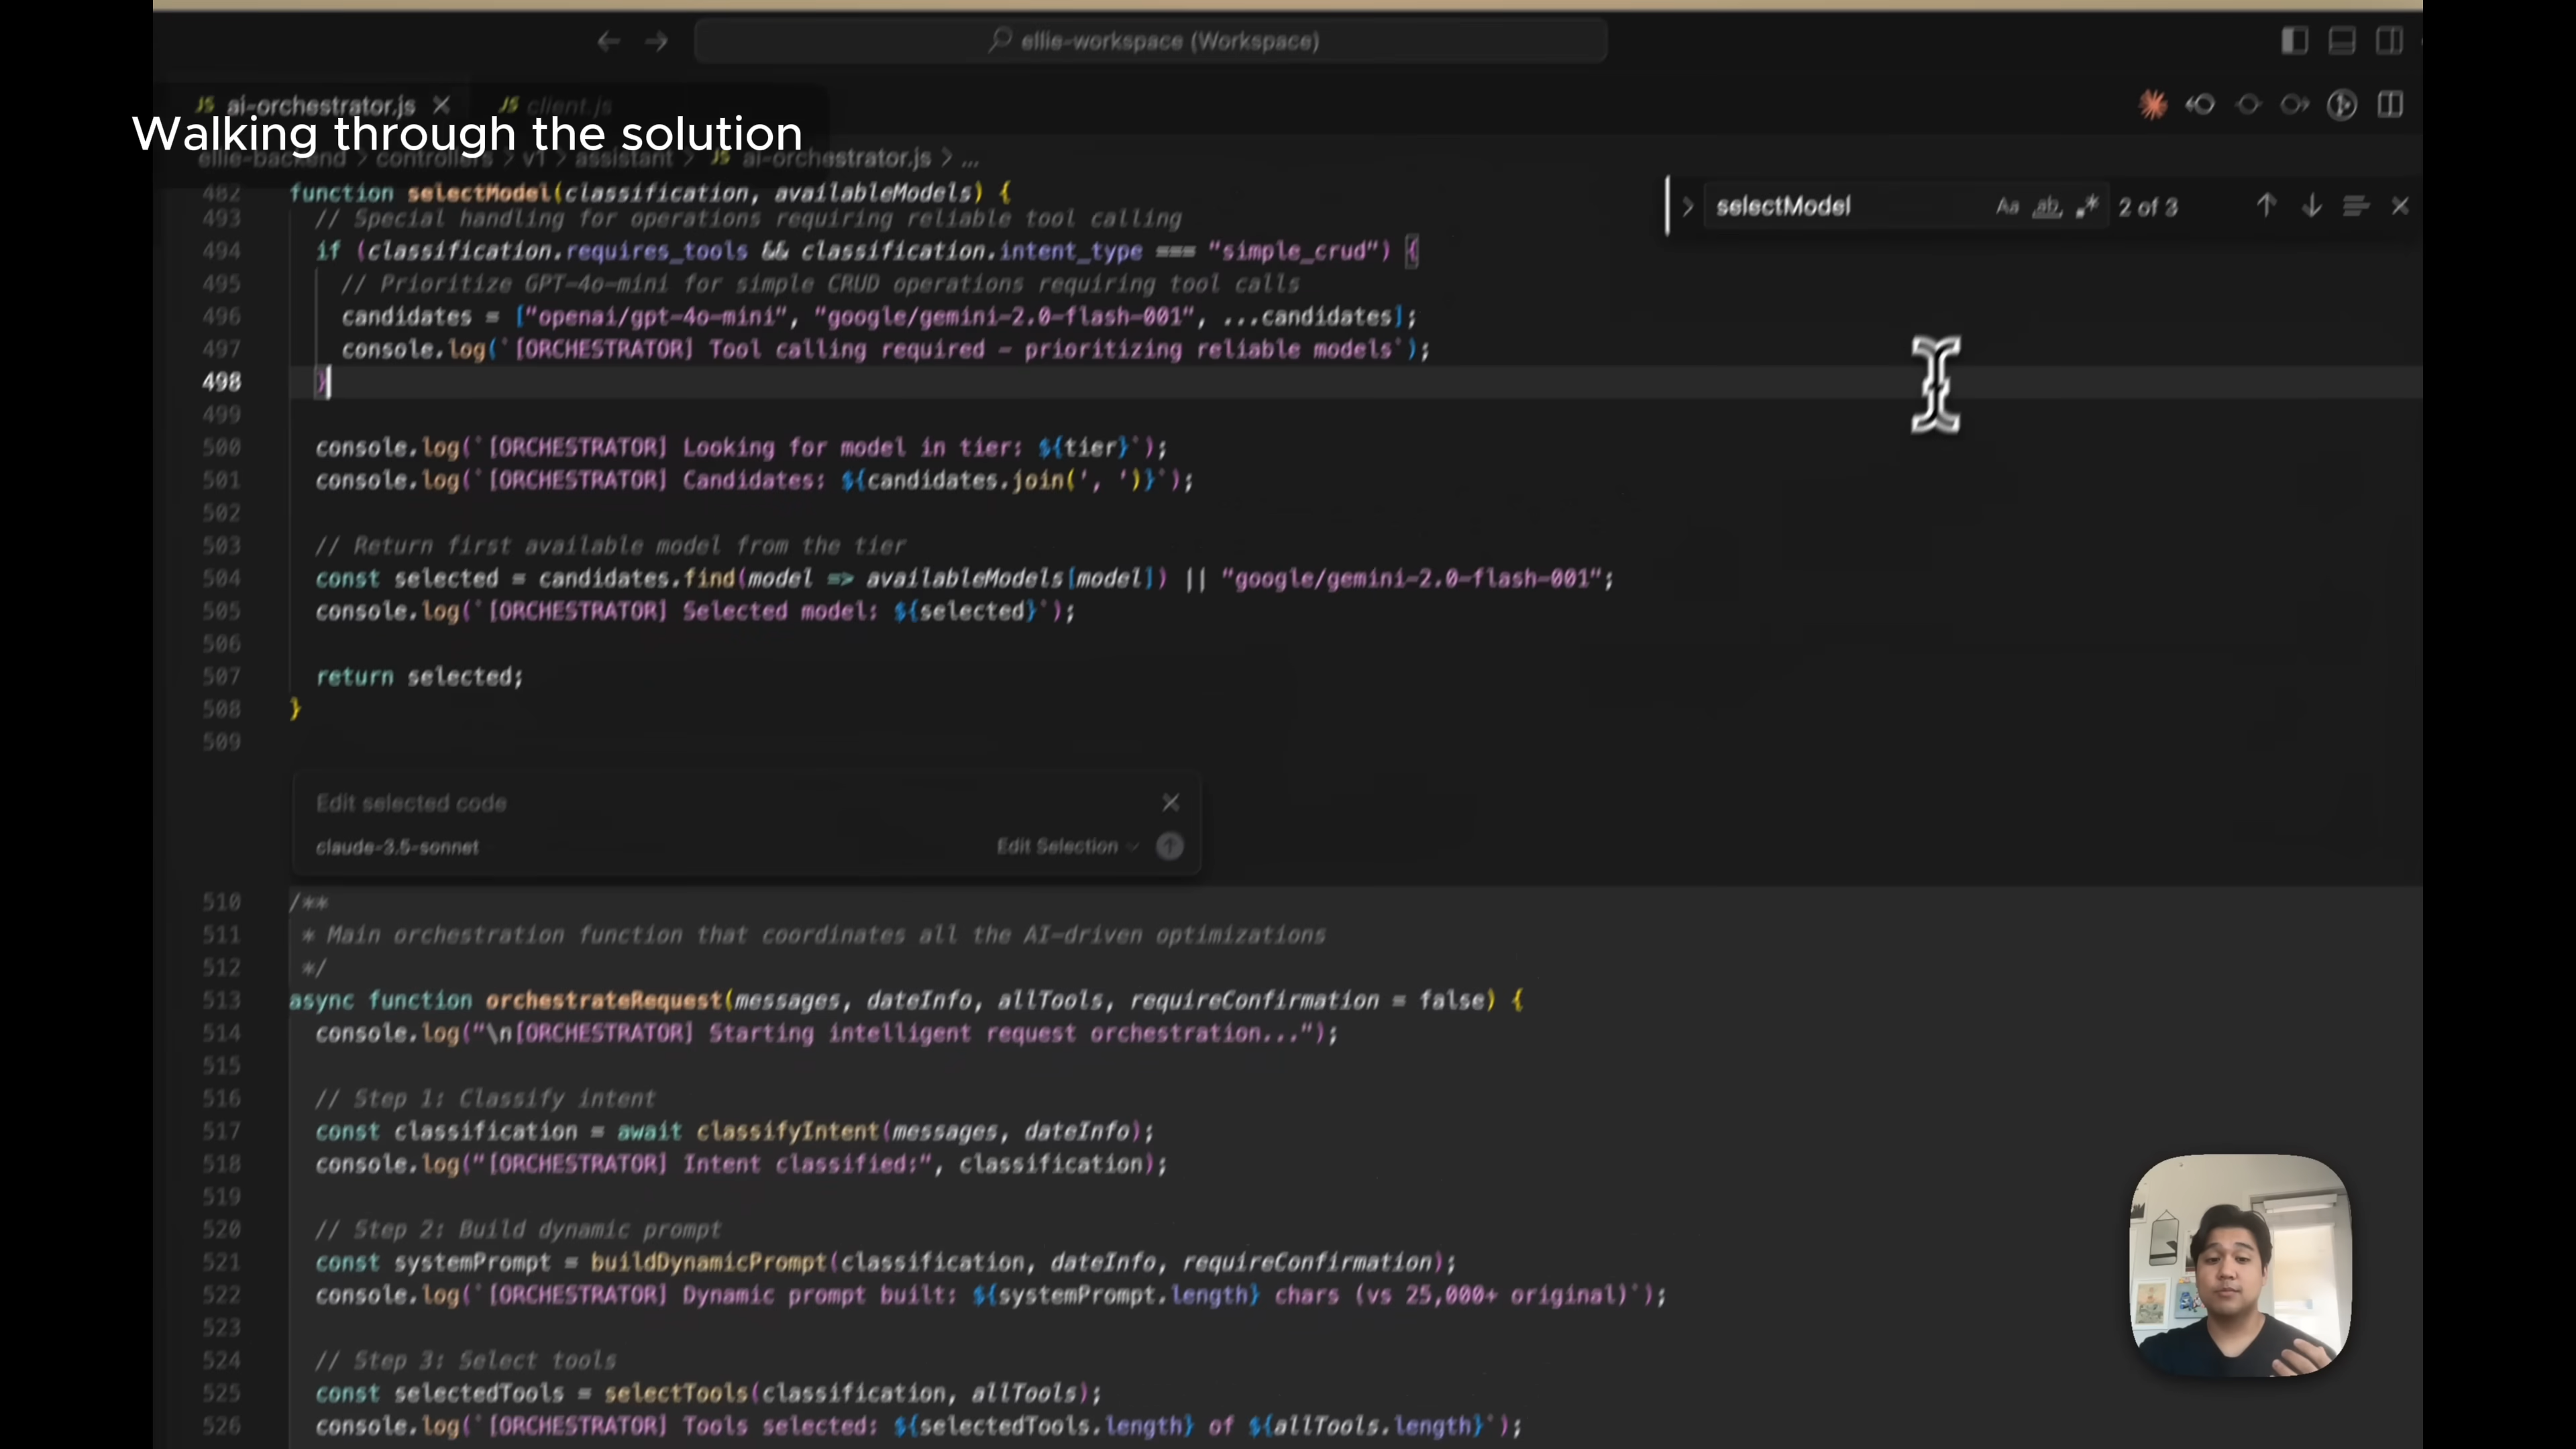 ellie-workspace (Workspace)
JS ai-orchestrator.js
JS client.js
Walking through the solution
ellie-backend > controllers > v1 > assistant > JS ai-orchestrator.js > ...
selectModel
Aa ab 2 of 3
482 function selectModel(classification, availableModels) {
493 // Special handling for operations requiring reliable tool calling
494 if (classification.requires_tools && classification.intent_type === "simple_crud") {
495 // Prioritize GPT-4o-mini for simple CRUD operations requiring tool calls
496 candidates = ["openai/gpt-4o-mini", "google/gemini-2.0-flash-001", ...candidates];
497 console.log(`[ORCHESTRATOR] Tool calling required - prioritizing reliable models`);
498 }
499
500 console.log(`[ORCHESTRATOR] Looking for model in tier: ${tier}`);
501 console.log(`[ORCHESTRATOR] Candidates: ${candidates.join(', ')}`);
502
503 // Return first available model from the tier
504 const selected = candidates.find(model => availableModels[model]) || "google/gemini-2.0-flash-001";
505 console.log(`[ORCHESTRATOR] Selected model: ${selected}`);
506
507 return selected;
508 }
509
Edit selected code
claude-3.5-sonnet
Edit Selection
510 /**
511 * Main orchestration function that coordinates all the AI-driven optimizations
512 */
513 async function orchestrateRequest(messages, dateInfo, allTools, requireConfirmation = false) {
514 console.log("\n[ORCHESTRATOR] Starting intelligent request orchestration...");
515
516 // Step 1: Classify intent
517 const classification = await classifyIntent(messages, dateInfo);
518 console.log("[ORCHESTRATOR] Intent classified:", classification);
519
520 // Step 2: Build dynamic prompt
521 const systemPrompt = buildDynamicPrompt(classification, dateInfo, requireConfirmation);
522 console.log(`[ORCHESTRATOR] Dynamic prompt built: ${systemPrompt.length} chars (vs 25,000+ original)`);
523
524 // Step 3: Select tools
525 const selectedTools = selectTools(classification, allTools);
526 console.log(`[ORCHESTRATOR] Tools selected: ${selectedTools.length} of ${allTools.length}`);